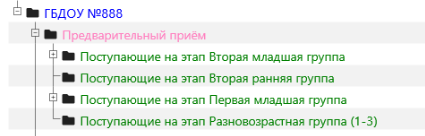 ГБДОУ №888
Предварительный приём
Поступающие на этап Вторая младшая группа
Поступающие на этап Вторая ранняя группа
Поступающие на этап Первая младшая группа
Поступающие на этап Разновозрастная группа (1-3)